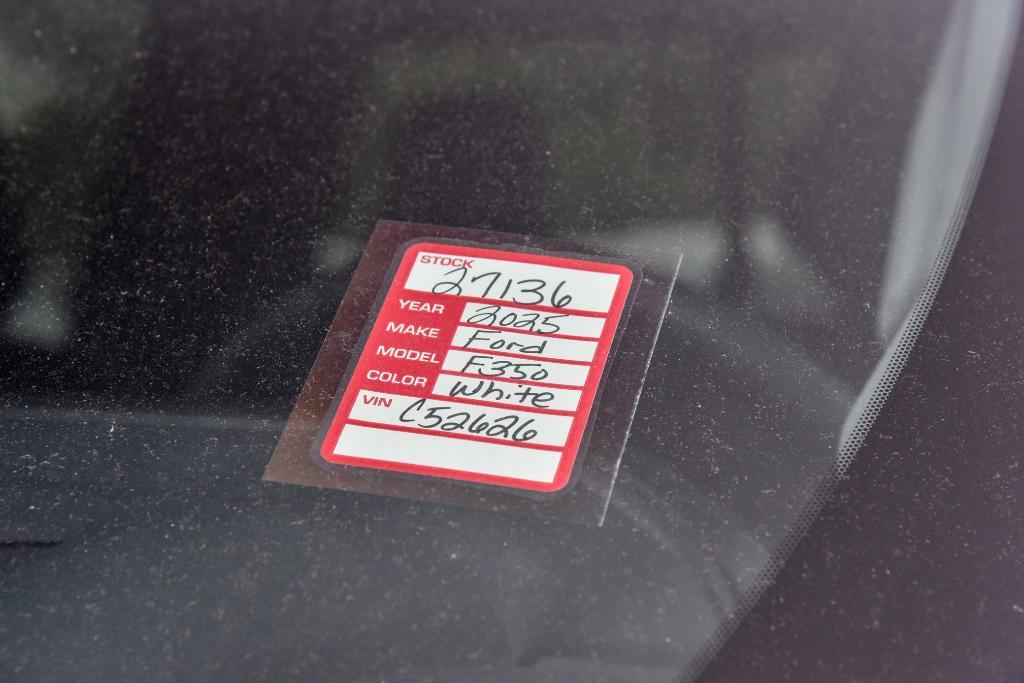 STOCK
27136
YEAR 2025
MAKE Ford
MODEL F350
COLOR White
VIN C52626